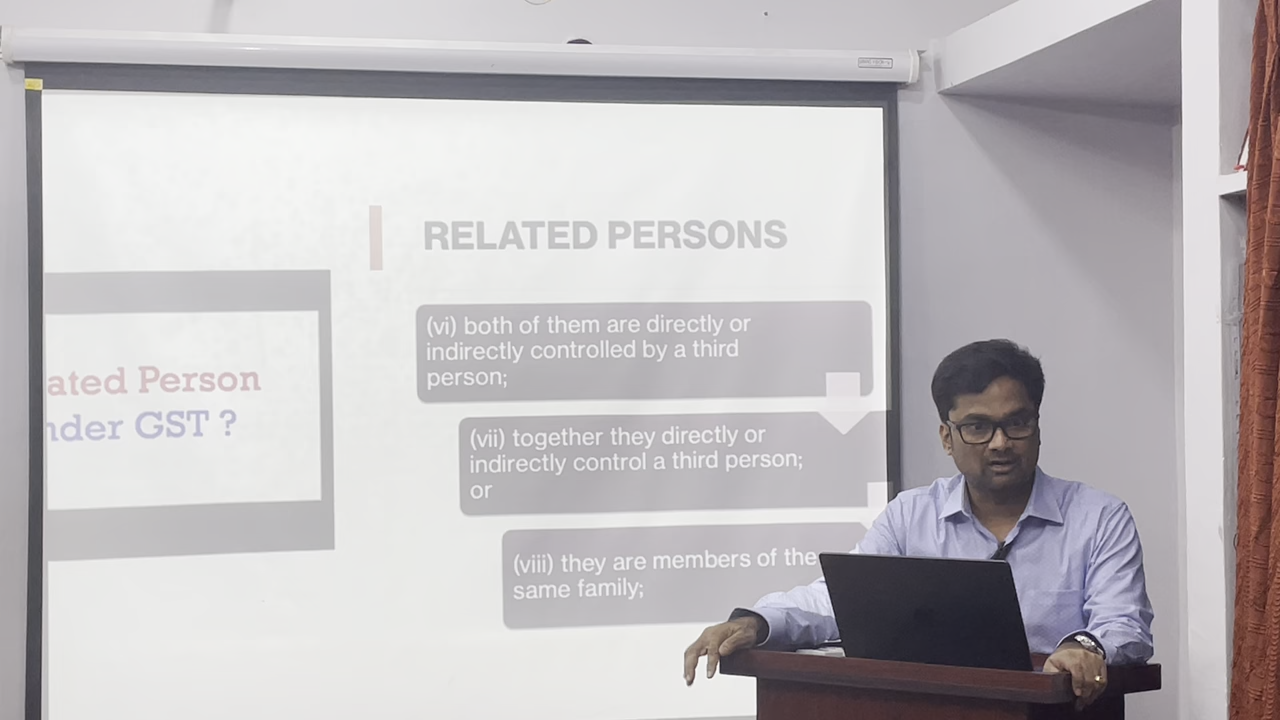 RELATED PERSONS
(vi) both of them are directly or
indirectly controlled by a third
person;
ated Person
nder GST ?
(vii) together they directly or
indirectly control a third person;
or
(viii) they are members of the
same family;